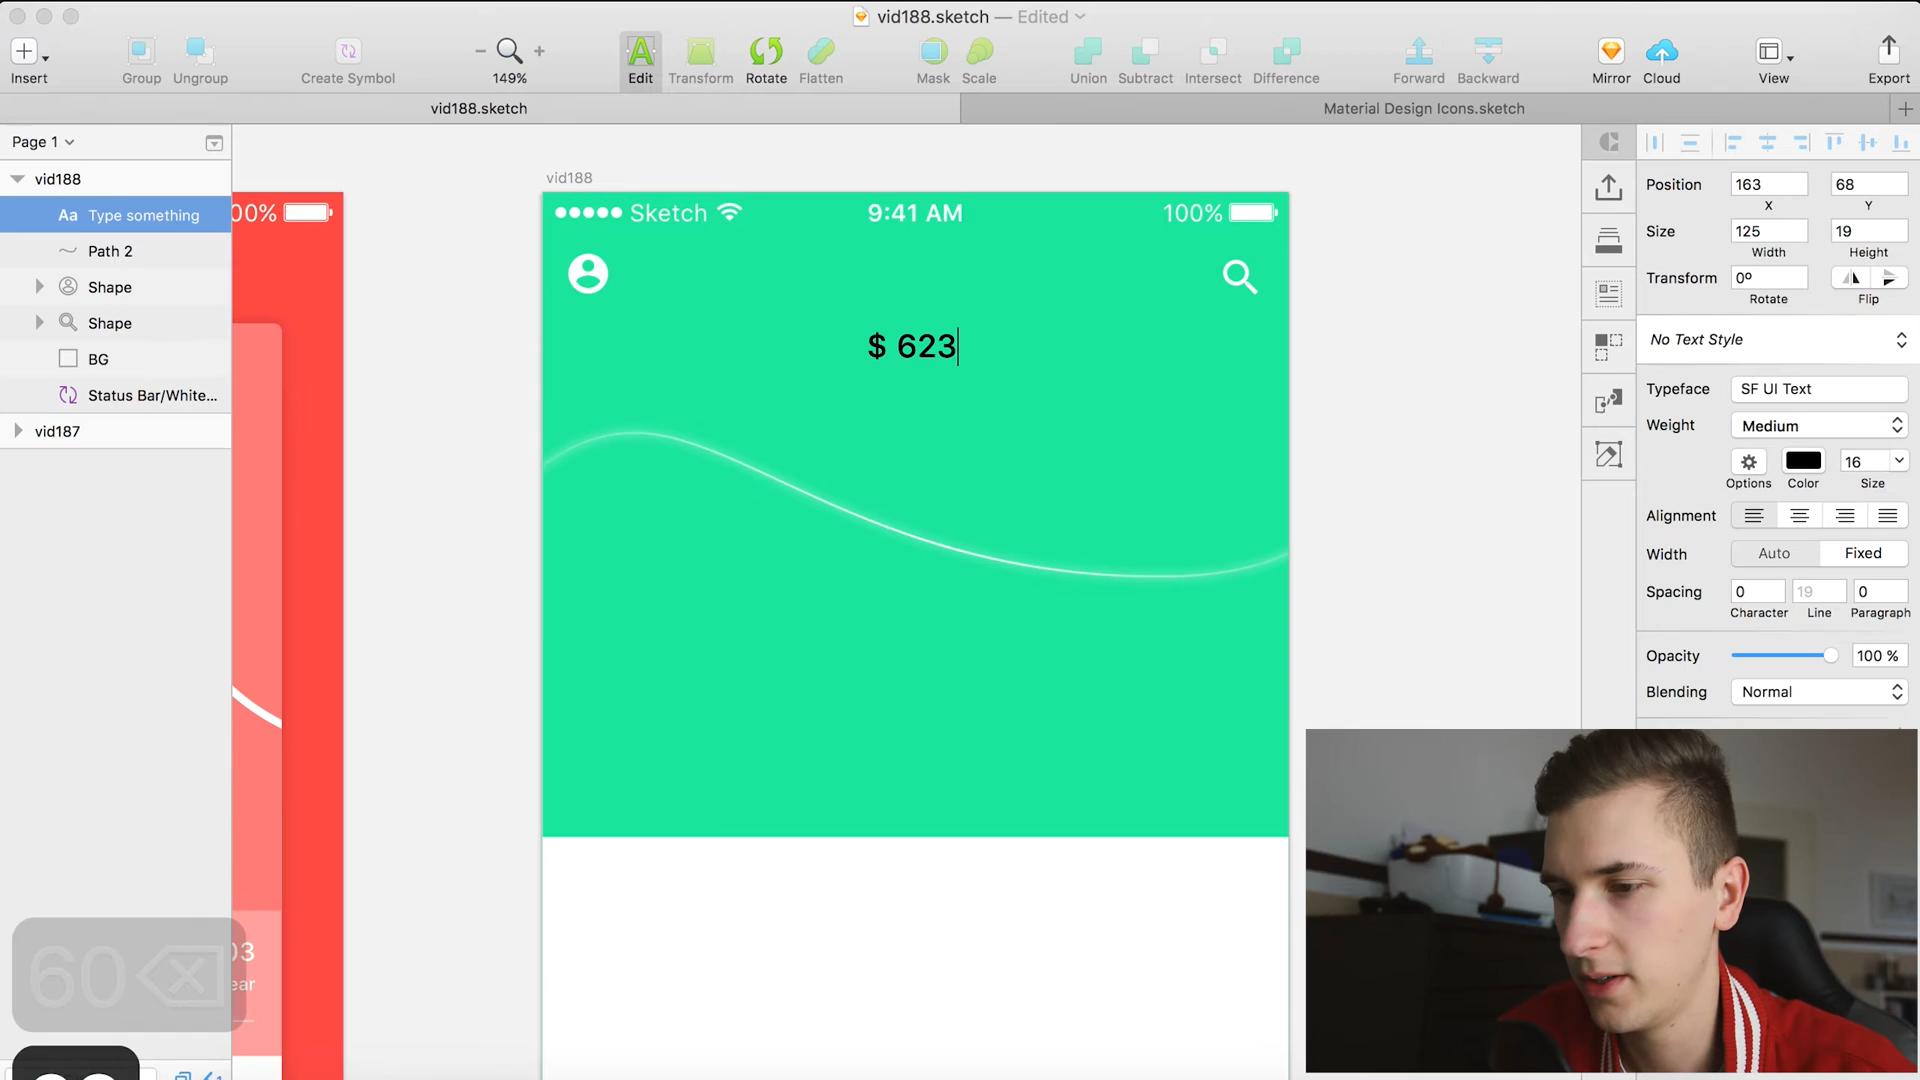 vid188.sketch — Edited
Insert
Group
Ungroup
Create Symbol
149%
Edit
Transform
Rotate
Flatten
Mask
Scale
Union
Subtract
Intersect
Difference
Forward
Backward
Mirror
Cloud
View
Export
vid188.sketch
Material Design Icons.sketch
Page 1
vid188
Aa Type something
Path 2
Shape
Shape
BG
Status Bar/White...
vid187
00%
03
ear
60
vid188
Sketch
9:41 AM
100%
$ 623
Position 163 68
X Y
Size 125 19
Width Height
Transform 0º
Rotate Flip
No Text Style
Typeface SF UI Text
Weight Medium
16
Options Color Size
Alignment
Width Auto Fixed
Spacing 0 19 0
Character Line Paragraph
Opacity 100 %
Blending Normal